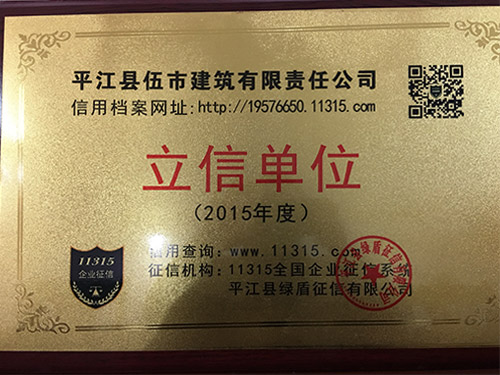 平江县伍市建筑有限责任公司
信用档案网址:http://19576650.11315.com
立信单位
(2015年度)
11315
企业征信
信用查询: www.11315.com
征信机构: 11315全国企业征信系统
平江县绿盾征信有限公司